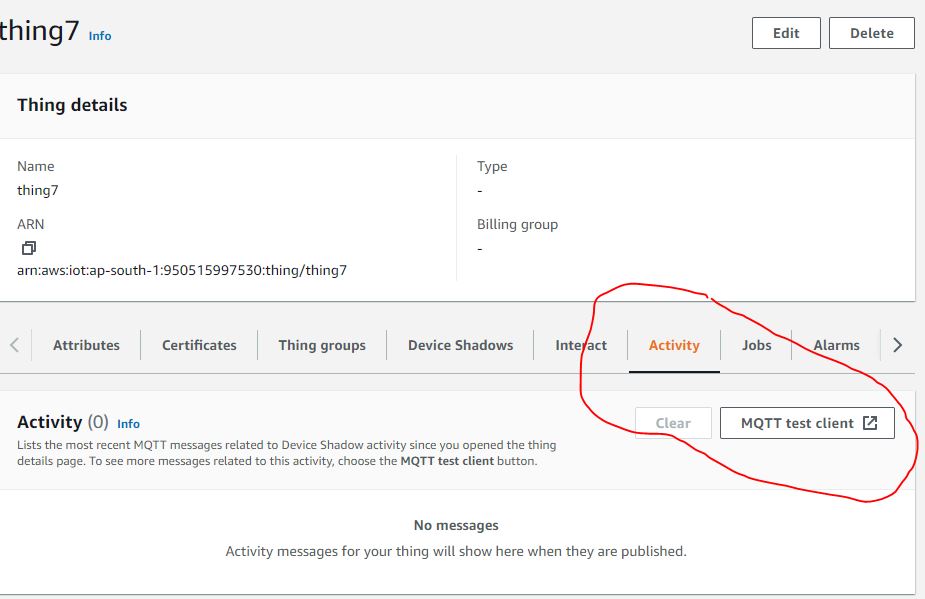 thing7 Info
Edit
Delete
Thing details
Name
thing7
Type
-
ARN
arn:aws:iot:ap-south-1:950515997530:thing/thing7
Billing group
-
Attributes
Certificates
Thing groups
Device Shadows
Interact
Activity
Jobs
Alarms
Activity (0) Info
Clear
MQTT test client
Lists the most recent MQTT messages related to Device Shadow activity since you opened the thing
details page. To see more messages related to this activity, choose the MQTT test client button.
No messages
Activity messages for your thing will show here when they are published.